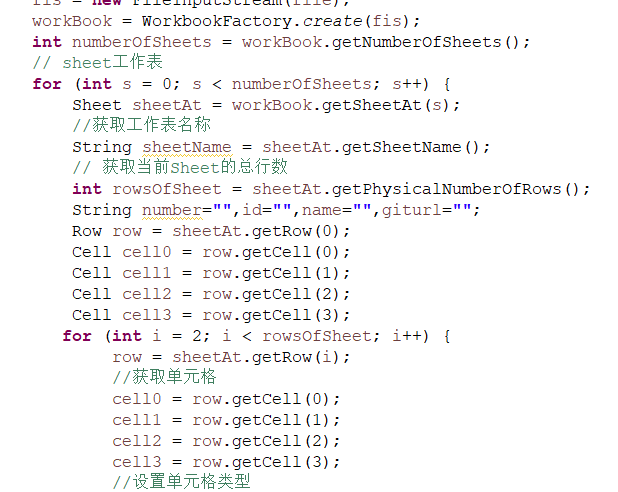 fis = new FileInputStream(file);
workBook = WorkbookFactory.create(fis);
int numberOfSheets = workBook.getNumberOfSheets();
// sheet工作表
for (int s = 0; s < numberOfSheets; s++) {
Sheet sheetAt = workBook.getSheetAt(s);
//获取工作表名称
String sheetName = sheetAt.getSheetName();
// 获取当前Sheet的总行数
int rowsOfSheet = sheetAt.getPhysicalNumberOfRows();
String number="",id="",name="",giturl="";
Row row = sheetAt.getRow(0);
Cell cell0 = row.getCell(0);
Cell cell1 = row.getCell(1);
Cell cell2 = row.getCell(2);
Cell cell3 = row.getCell(3);
for (int i = 2; i < rowsOfSheet; i++) {
row = sheetAt.getRow(i);
//获取单元格
cell0 = row.getCell(0);
cell1 = row.getCell(1);
cell2 = row.getCell(2);
cell3 = row.getCell(3);
//设置单元格类型